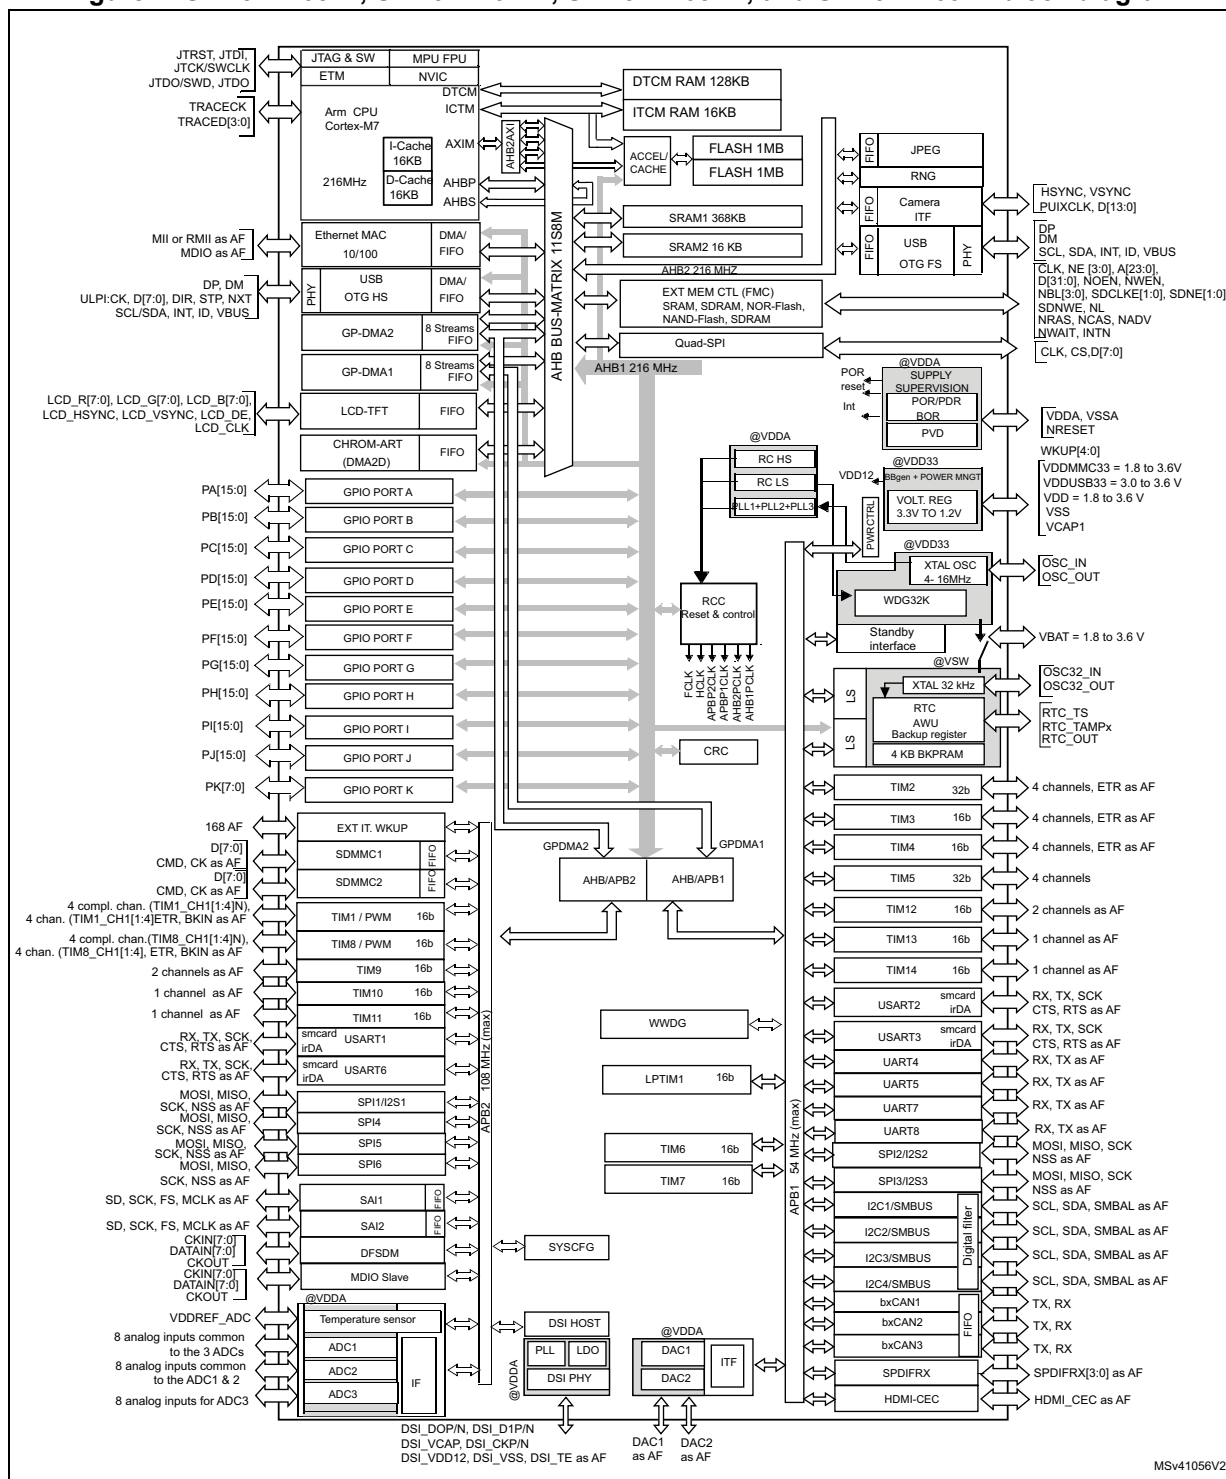 JTRST, JTDI,
JTCK/SWCLK
JTDO/SWD, JTDO
TRACECK
TRACED[3:0]
JTAG & SW
MPU FPU
ETM
NVIC
DTCM
ICTM
Arm CPU
Cortex-M7
I-Cache
16KB
AXIM
216MHz
D-Cache
16KB
AHBP
AHBS
AHB2AXI
DTCM RAM 128KB
ITCM RAM 16KB
ACCEL/
CACHE
FLASH 1MB
FLASH 1MB
SRAM1 368KB
SRAM2 16 KB
AHB2 216 MHZ
EXT MEM CTL (FMC)
SRAM, SDRAM, NOR-Flash,
NAND-Flash, SDRAM
Quad-SPI
AHB1 216 MHz
AHB BUS-MATRIX 11S8M
FIFO
JPEG
RNG
FIFO
Camera
ITF
FIFO
USB
OTG FS
PHY
HSYNC, VSYNC
PUIXCLK, D[13:0]
DP
DM
SCL, SDA, INT, ID, VBUS
CLK, NE [3:0], A[23:0],
D[31:0], NOEN, NWEN,
NBL[3:0], SDCLKE[1:0], SDNE[1:0]
SDNWE, NL
NRAS, NCAS, NADV
NWAIT, INTN
CLK, CS,D[7:0]
MII or RMII as AF
MDIO as AF
Ethernet MAC
10/100
DMA/
FIFO
DP, DM
ULPI:CK, D[7:0], DIR, STP, NXT
SCL/SDA, INT, ID, VBUS
PHY
USB
OTG HS
DMA/
FIFO
GP-DMA2
8 Streams
FIFO
GP-DMA1
8 Streams
FIFO
LCD_R[7:0], LCD_G[7:0], LCD_B[7:0],
LCD_HSYNC, LCD_VSYNC, LCD_DE,
LCD_CLK
LCD-TFT
FIFO
CHROM-ART
(DMA2D)
FIFO
PA[15:0]
GPIO PORT A
PB[15:0]
GPIO PORT B
PC[15:0]
GPIO PORT C
PD[15:0]
GPIO PORT D
PE[15:0]
GPIO PORT E
PF[15:0]
GPIO PORT F
PG[15:0]
GPIO PORT G
PH[15:0]
GPIO PORT H
PI[15:0]
GPIO PORT I
PJ[15:0]
GPIO PORT J
PK[7:0]
GPIO PORT K
@VDDA
POR
reset
Int
SUPPLY
SUPERVISION
POR/PDR
BOR
PVD
VDDA, VSSA
NRESET
WKUP[4:0]
@VDDA
RC HS
RC LS
PLL1+PLL2+PLL3
@VDD33
VDD12
BBgen + POWER MNGT
VOLT. REG
3.3V TO 1.2V
VDDMMC33 = 1.8 to 3.6V
VDDUSB33 = 3.0 to 3.6V
VDD = 1.8 to 3.6 V
VSS
VCAP1
PWRCTRL
@VDD33
XTAL OSC
4- 16MHz
OSC_IN
OSC_OUT
WDG32K
Standby
interface
VBAT = 1.8 to 3.6 V
RCC
Reset & control
FCLK
HCLK
APBP2CLK
APBP1CLK
AHB2PCLK
AHB1PCLK
@VSW
LS
LS
XTAL 32 kHz
RTC
AWU
Backup register
4 KB BKPRAM
OSC32_IN
OSC32_OUT
RTC_TS
RTC_TAMPx
RTC_OUT
CRC
GPDMA2
GPDMA1
AHB/APB2
AHB/APB1
168 AF
EXT IT. WKUP
D[7:0]
CMD, CK as AF
SDMMC1
FIFO
D[7:0]
CMD, CK as AF
SDMMC2
FIFO
4 compl. chan. (TIM1_CH1[1:4]N),
4 chan. (TIM1_CH1[1:4]ETR, BKIN as AF
TIM1 / PWM
16b
4 compl. chan.(TIM8_CH1[1:4]N),
4 chan. (TIM8_CH1[1:4], ETR, BKIN as AF
TIM8 / PWM
16b
2 channels as AF
TIM9
16b
1 channel as AF
TIM10
16b
1 channel as AF
TIM11
16b
RX, TX, SCK,
CTS, RTS as AF
smcard
irDA
USART1
RX, TX, SCK,
CTS, RTS as AF
smcard
irDA
USART6
MOSI, MISO,
SCK, NSS as AF
SPI1/I2S1
MOSI, MISO,
SCK, NSS as AF
SPI4
MOSI, MISO,
SCK, NSS as AF
SPI5
MOSI, MISO,
SCK, NSS as AF
SPI6
SD, SCK, FS, MCLK as AF
SAI1
FIFO
SD, SCK, FS, MCLK as AF
SAI2
FIFO
CKIN[7:0]
DATAIN[7:0]
CKOUT
DFSDM
CKIN[7:0]
DATAIN[7:0]
CKOUT
MDIO Slave
@VDDA
VDDREF_ADC
Temperature sensor
8 analog inputs common
to the 3 ADCs
ADC1
8 analog inputs common
to the ADC1 & 2
ADC2
8 analog inputs for ADC3
ADC3
IF
APB2 108 MHz (max)
SYSCFG
DSI HOST
@VDDA
PLL
LDO
DSI PHY
DSI_DOP/N, DSI_D1P/N
DSI_VCAP, DSI_CKP/N
DSI_VDD12, DSI_VSS, DSI_TE as AF
@VDDA
DAC1
DAC2
ITF
DAC1
as AF
DAC2
as AF
WWDG
LPTIM1
16b
TIM6
16b
TIM7
16b
APB1 54 MHz (max)
TIM2
32b
4 channels, ETR as AF
TIM3
16b
4 channels, ETR as AF
TIM4
16b
4 channels, ETR as AF
TIM5
32b
4 channels
TIM12
16b
2 channels as AF
TIM13
16b
1 channel as AF
TIM14
16b
1 channel as AF
USART2
smcard
irDA
RX, TX, SCK
CTS, RTS as AF
USART3
smcard
irDA
RX, TX, SCK
CTS, RTS as AF
UART4
RX, TX as AF
UART5
RX, TX as AF
UART7
RX, TX as AF
UART8
RX, TX as AF
SPI2/I2S2
MOSI, MISO, SCK
NSS as AF
SPI3/I2S3
MOSI, MISO, SCK
NSS as AF
I2C1/SMBUS
SCL, SDA, SMBAL as AF
I2C2/SMBUS
SCL, SDA, SMBAL as AF
I2C3/SMBUS
SCL, SDA, SMBAL as AF
I2C4/SMBUS
SCL, SDA, SMBAL as AF
Digital filter
bxCAN1
TX, RX
bxCAN2
TX, RX
bxCAN3
TX, RX
FIFO
SPDIFRX
SPDIFRX[3:0] as AF
HDMI-CEC
HDMI_CEC as AF
MSv41056V2